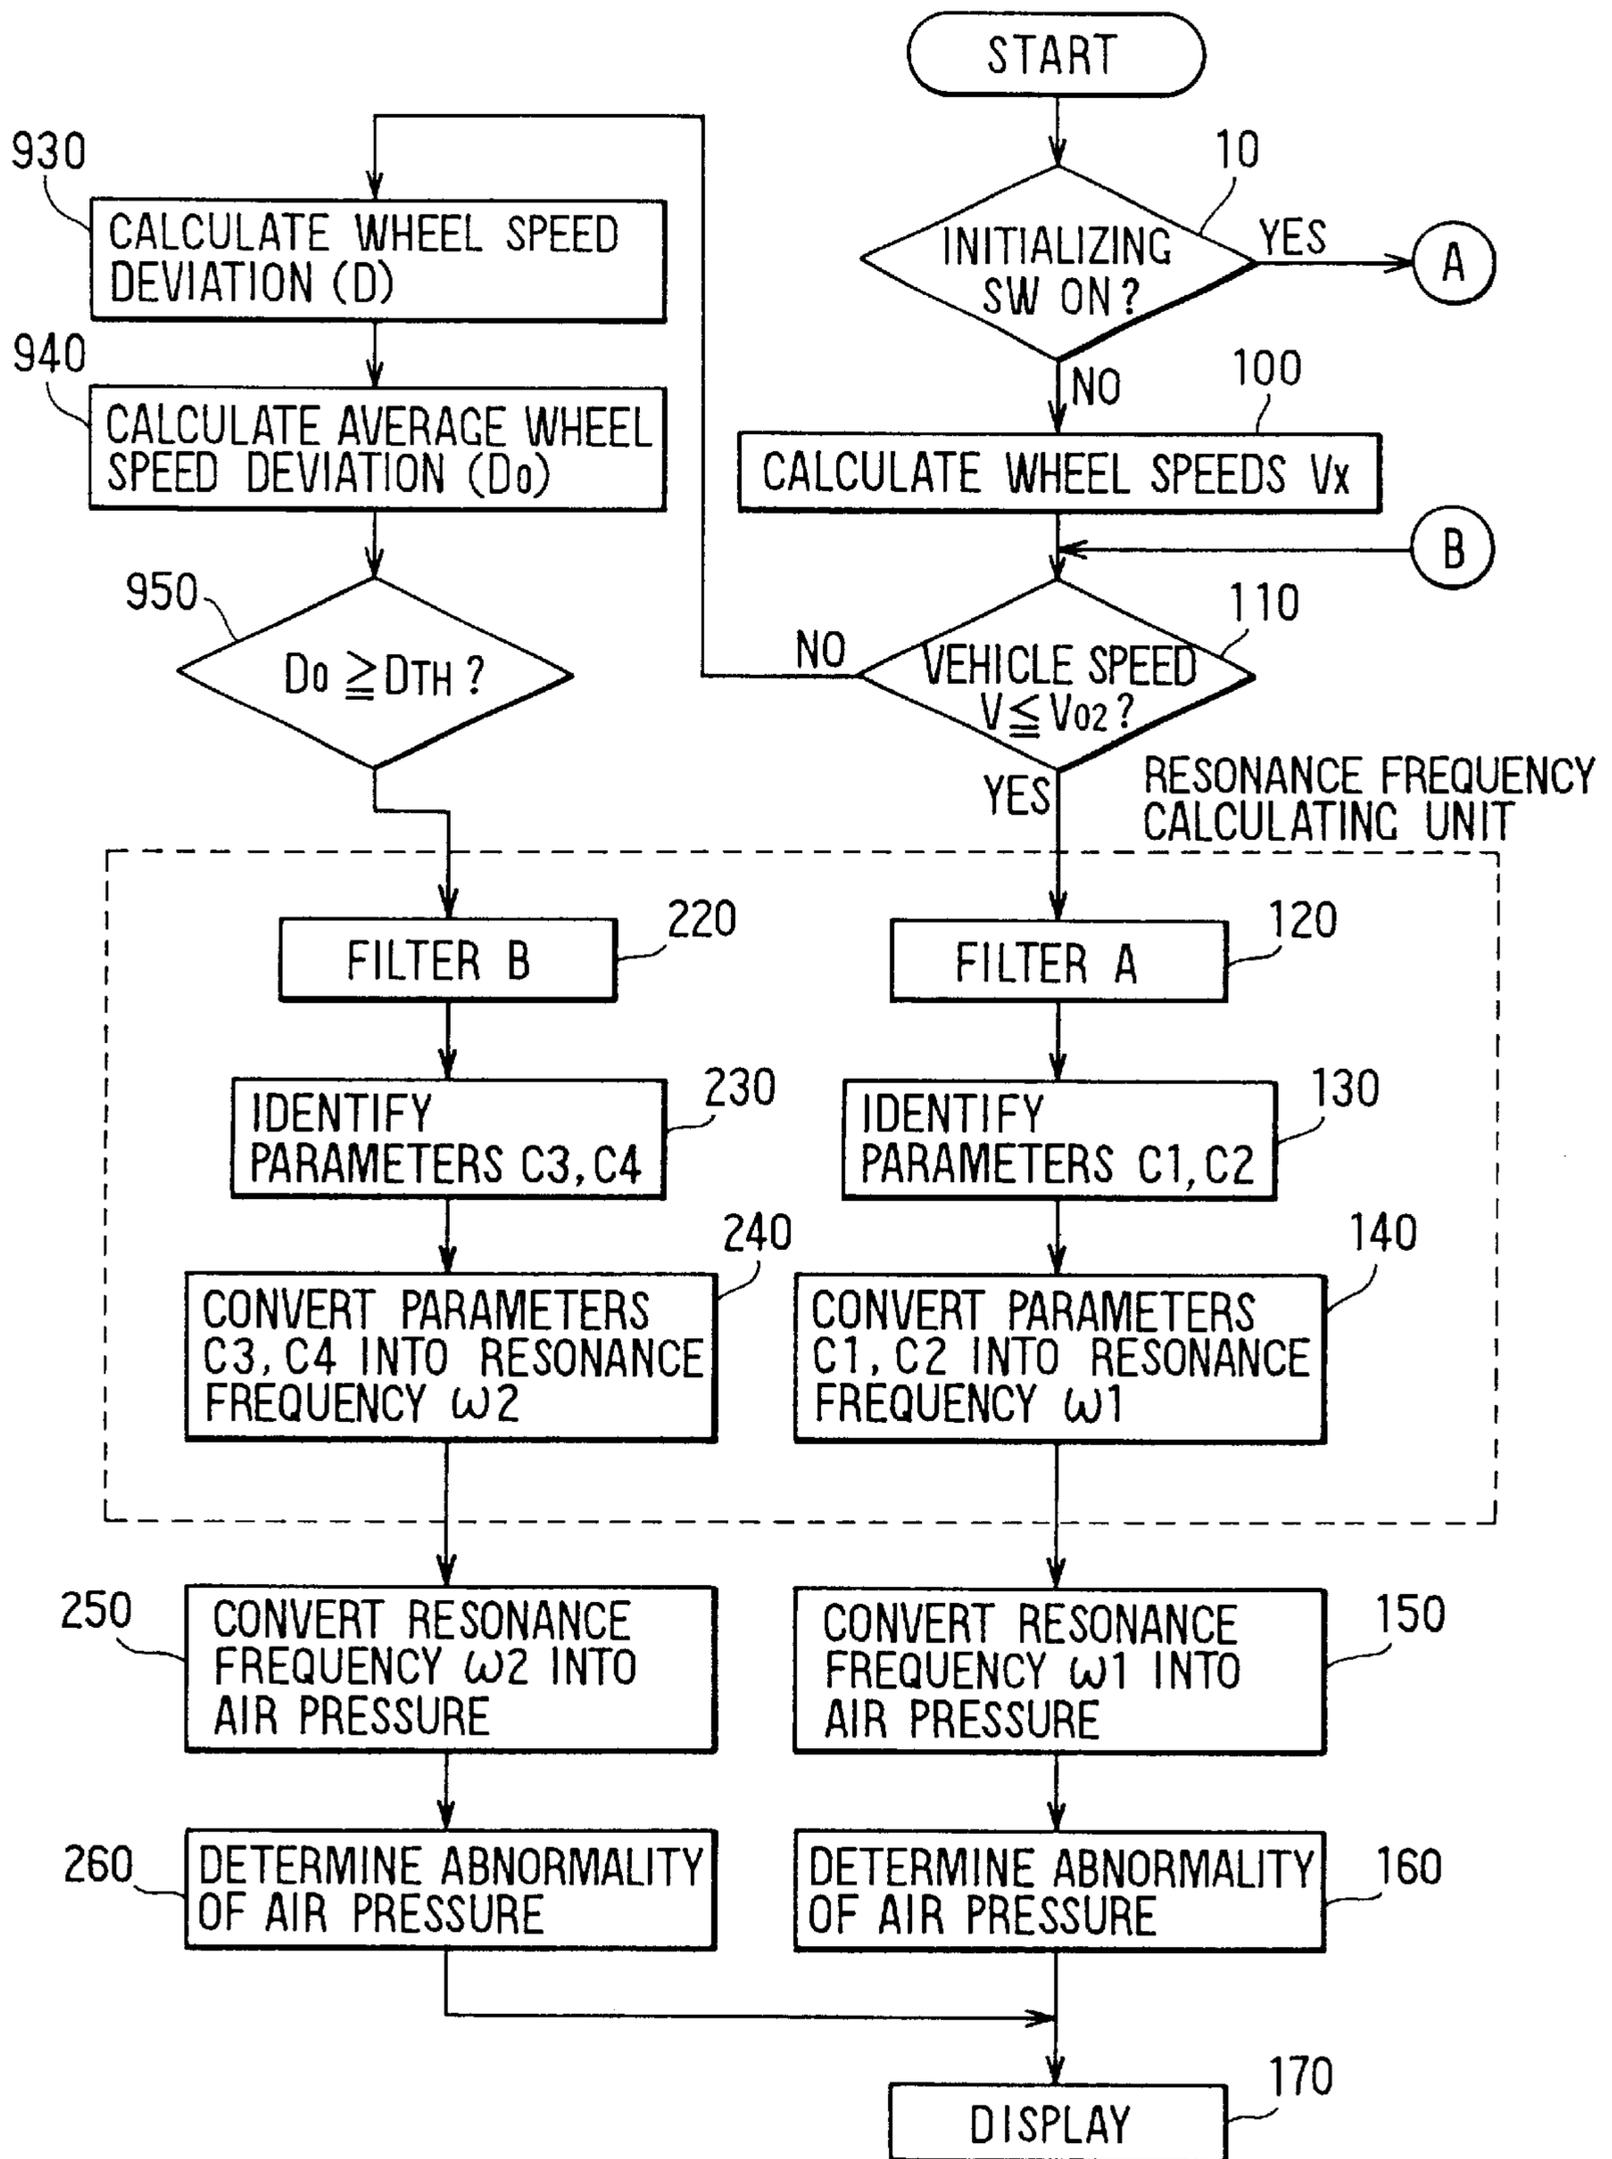 START
10
INITIALIZING
SW ON?
YES
A
NO
100
CALCULATE WHEEL SPEEDS Vx
B
110
VEHICLE SPEED
V≦V02?
NO
YES
930
CALCULATE WHEEL SPEED
DEVIATION (D)
940
CALCULATE AVERAGE WHEEL
SPEED DEVIATION (D0)
950
D0≧DTH?
RESONANCE FREQUENCY
CALCULATING UNIT
FILTER B
220
IDENTIFY
PARAMETERS C3, C4
230
CONVERT PARAMETERS
C3, C4 INTO RESONANCE
FREQUENCY ω2
240
250
CONVERT RESONANCE
FREQUENCY ω2 INTO
AIR PRESSURE
260
DETERMINE ABNORMALITY
OF AIR PRESSURE
FILTER A
120
IDENTIFY
PARAMETERS C1, C2
130
CONVERT PARAMETERS
C1, C2 INTO RESONANCE
FREQUENCY ω1
140
CONVERT RESONANCE
FREQUENCY ω1 INTO
AIR PRESSURE
150
DETERMINE ABNORMALITY
OF AIR PRESSURE
160
DISPLAY
170